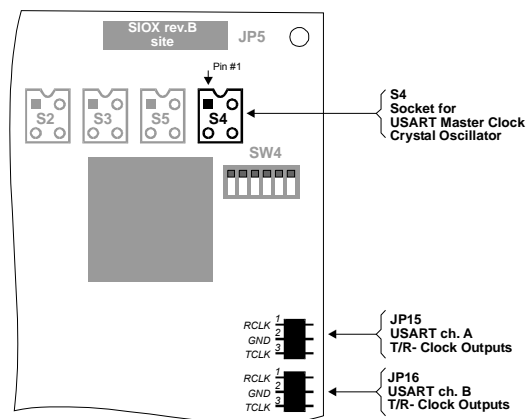 SIOX rev.B
site
JP5
Pin #1
S2
S3
S5
S4
S4
Socket for
USART Master Clock
Crystal Oscillator
SW4
RCLK 1
GND 2
TCLK 3
JP15
USART ch. A
T/R- Clock Outputs
RCLK 1
GND 2
TCLK 3
JP16
USART ch. B
T/R- Clock Outputs